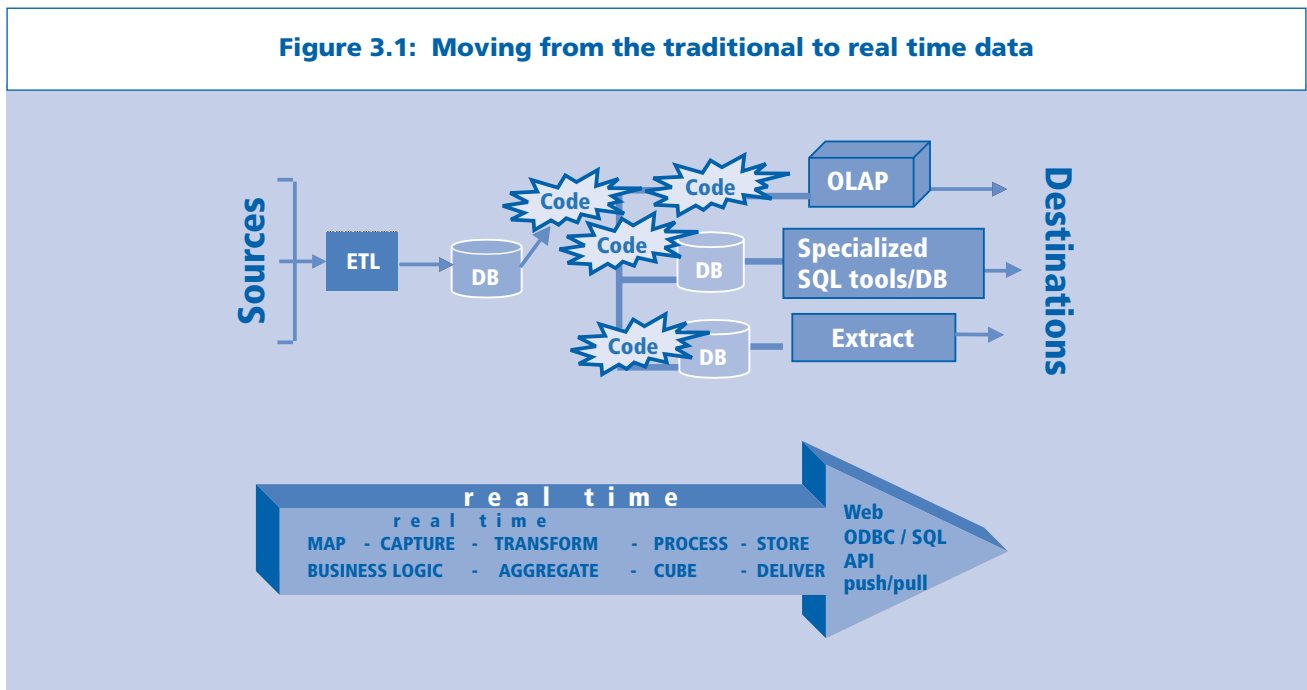 Figure 3.1: Moving from the traditional to real time data
Sources
ETL
DB
Code
Code
Code
Code
DB
DB
OLAP
Specialized
SQL tools/DB
Extract
Destinations
real time
real time
MAP - CAPTURE - TRANSFORM - PROCESS - STORE
BUSINESS LOGIC - AGGREGATE - CUBE - DELIVER
Web
ODBC / SQL
API
push/pull